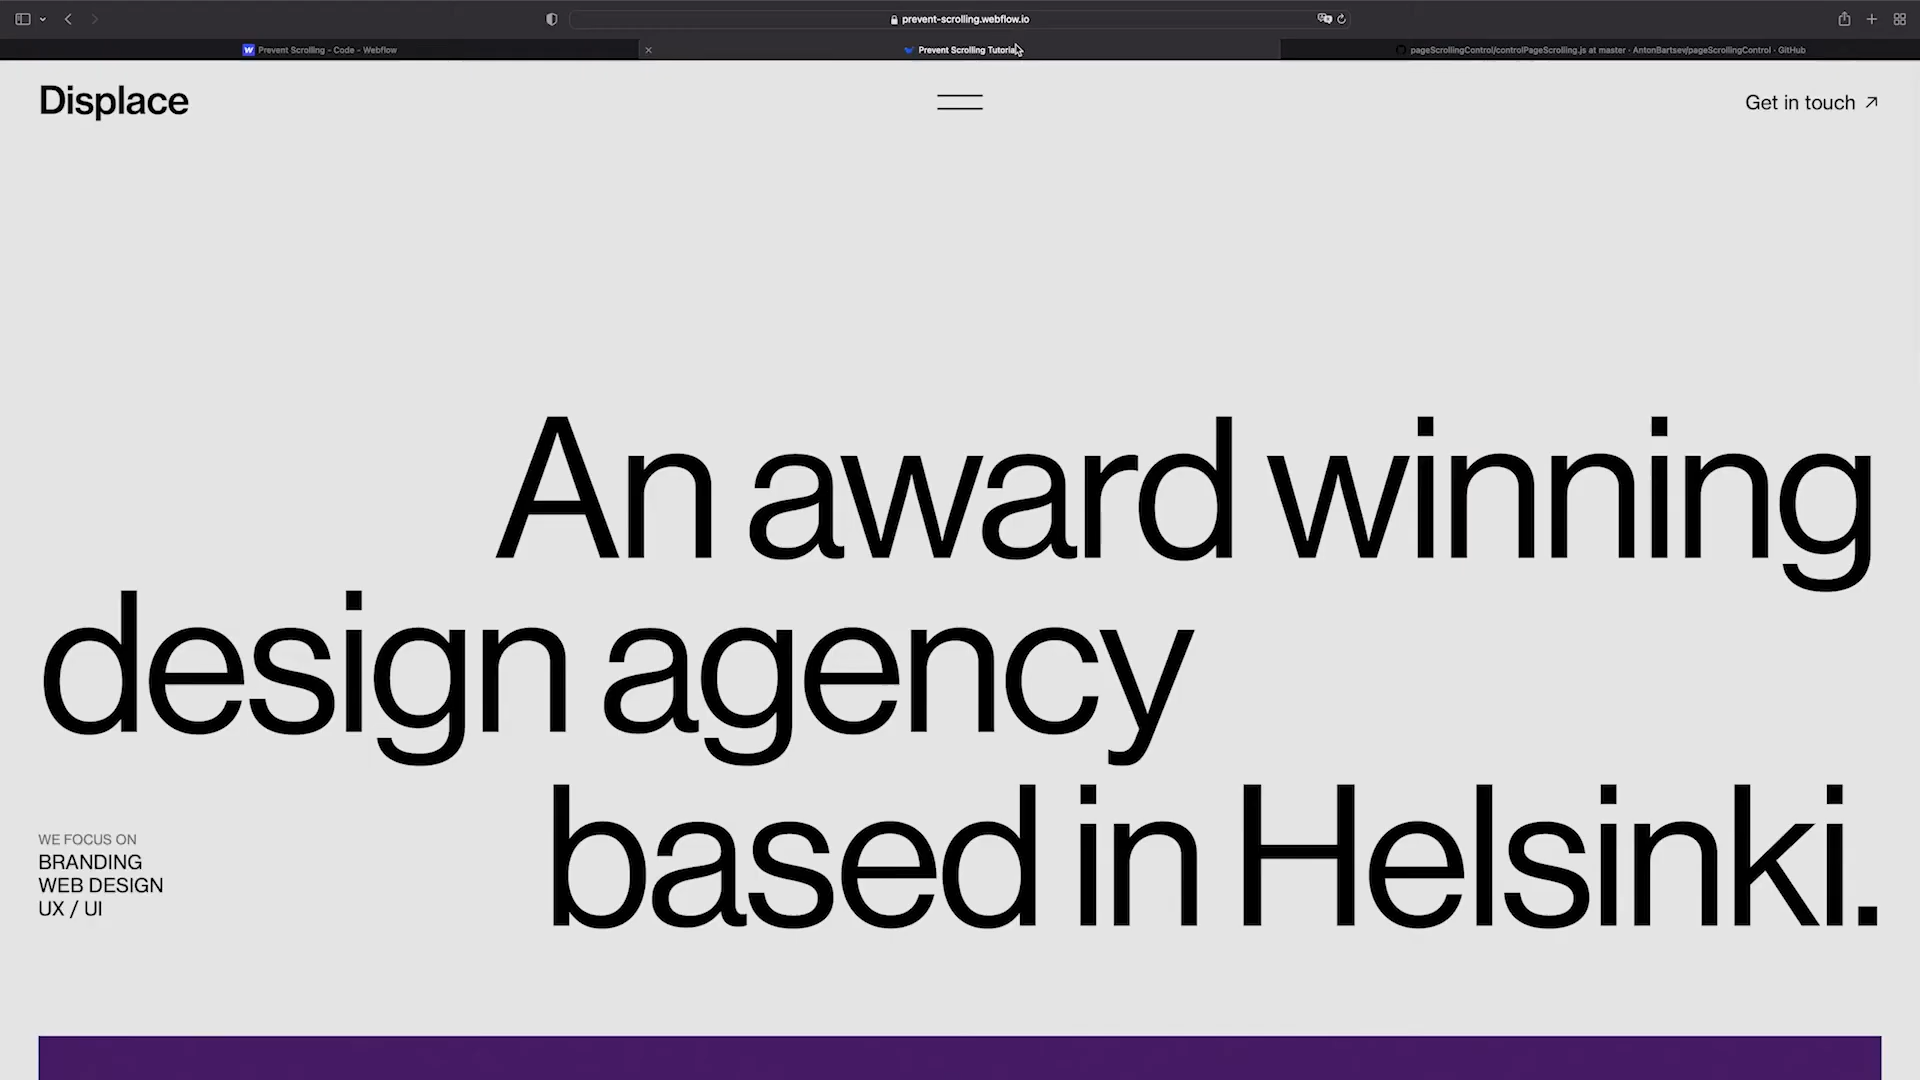 prevent-scrolling.webflow.io
Prevent Scrolling - Code - Webflow
Prevent Scrolling Tutorial
pageScrollingControl/controlPageScrolling.js at master · AntonBartsev/pageScrollingControl · GitHub
Displace
Get in touch
An award winning
design agency
based in Helsinki.
WE FOCUS ON
BRANDING
WEB DESIGN
UX / UI